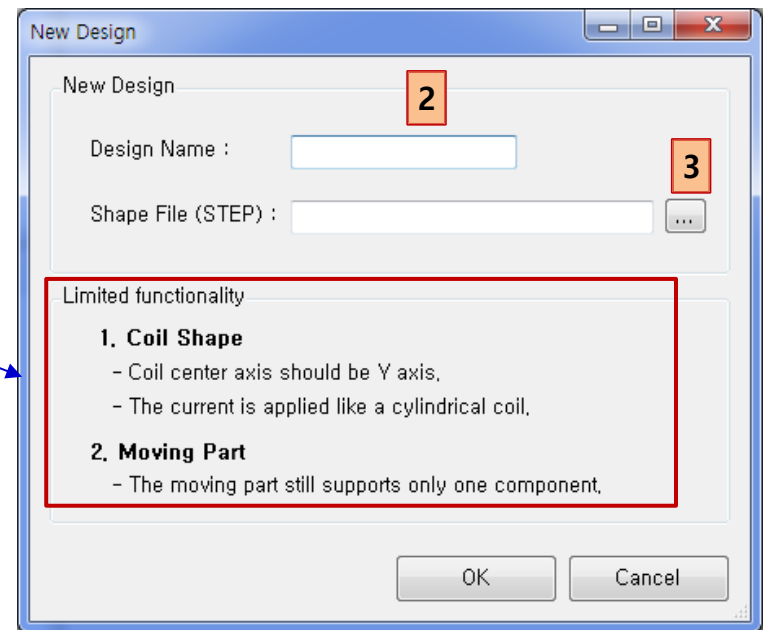 New Design
New Design
2
Design Name :
3
Shape File (STEP) :
...
Limited functionality
1. Coil Shape
- Coil center axis should be Y axis.
- The current is applied like a cylindrical coil.
2. Moving Part
- The moving part still supports only one component.
OK
Cancel